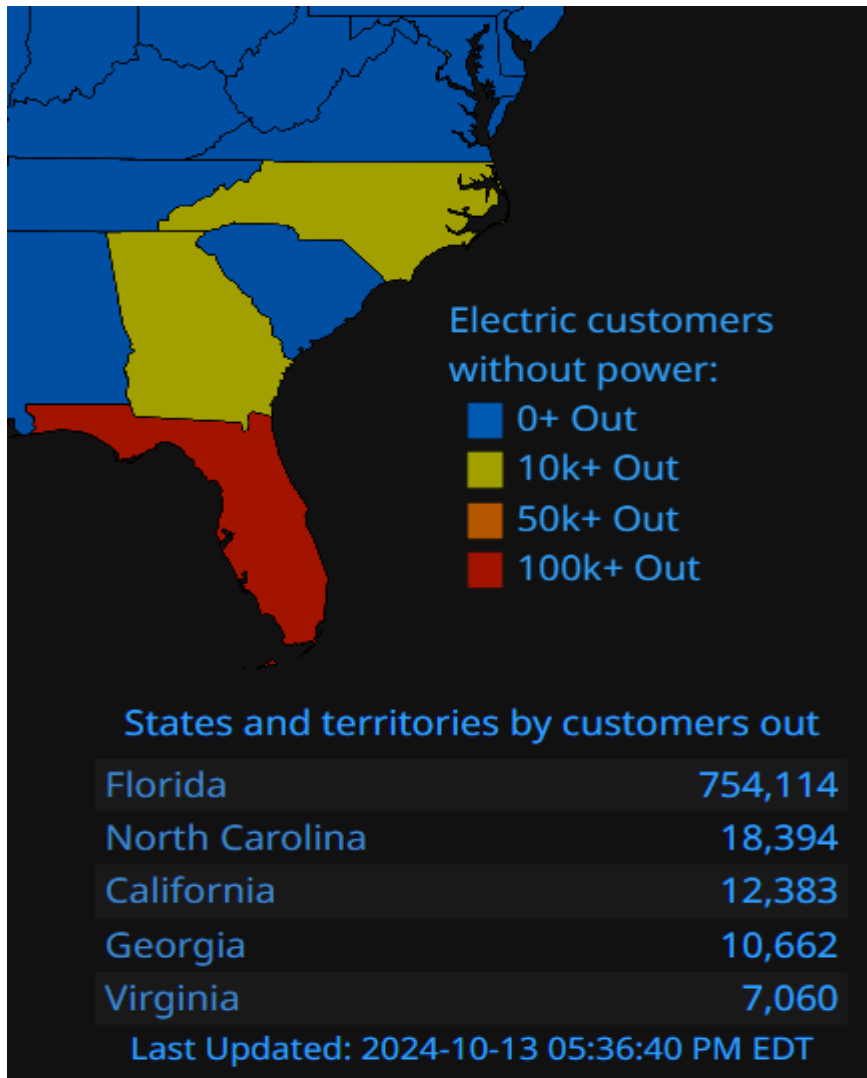 Electric customers
without power:
0+ Out
10k+ Out
50k+ Out
100k+ Out
States and territories by customers out
Florida 754,114
North Carolina 18,394
California 12,383
Georgia 10,662
Virginia 7,060
Last Updated: 2024-10-13 05:36:40 PM EDT